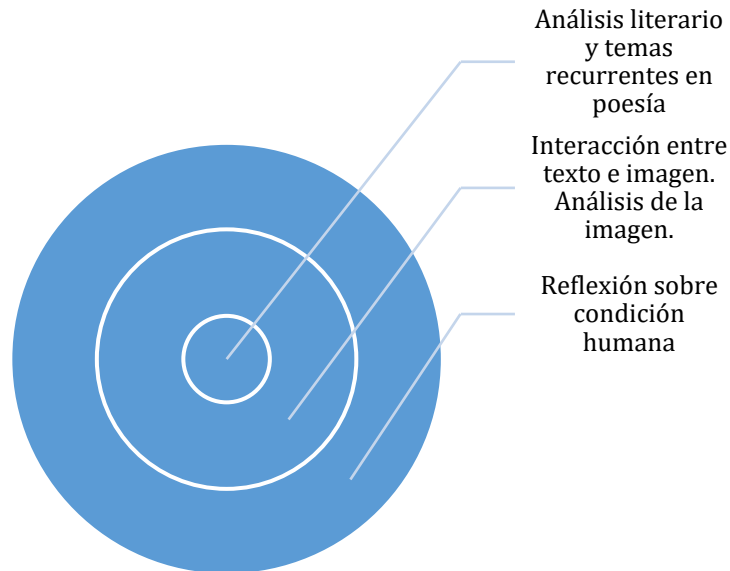 Análisis literario
y temas
recurrentes en
poesía
Interacción entre
texto e imagen.
Análisis de la
imagen.
Reflexión sobre
condición
humana